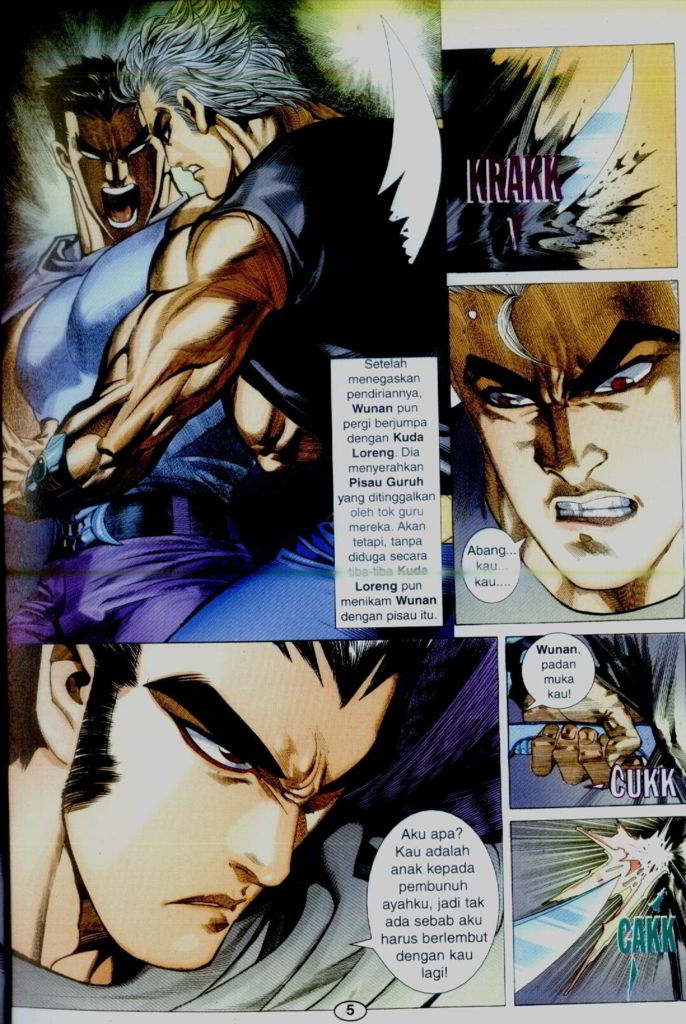 KRAKK
Setelah
menegaskan
pendiriannya,
Wunan pun
pergi berjumpa
dengan Kuda
Loreng. Dia
menyerahkan
Pisau Guruh
yang ditinggalkan
oleh tok guru
mereka. Akan
tetapi, tanpa
diduga secara
tiba-tiba Kuda
Loreng pun
menikam Wunan
dengan pisau itu.
Abang...
kau...
kau....
Wunan,
padan
muka
kau!
CUKK
Aku apa?
Kau adalah
anak kepada
pembunuh
ayahku, jadi tak
ada sebab aku
harus berlembut
dengan kau
lagi!
CAKK
5